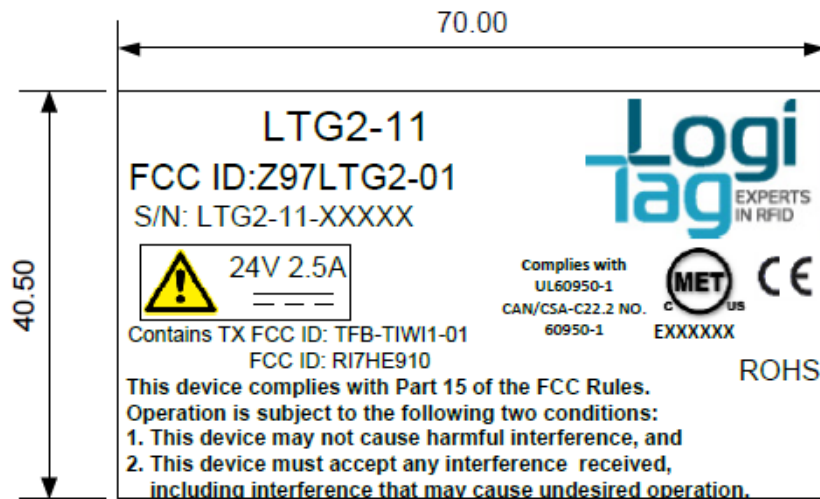 70.00
40.50
LTG2-11
FCC ID:Z97LTG2-01
S/N: LTG2-11-XXXXX
Logi
Tag
EXPERTS
IN RFID
24V 2.5A
Complies with
UL60950-1
CAN/CSA-C22.2 NO.
60950-1
MET
C US
EXXXXXX
CE
Contains TX FCC ID: TFB-TIWI1-01
FCC ID: RI7HE910
ROHS
This device complies with Part 15 of the FCC Rules.
Operation is subject to the following two conditions:
1. This device may not cause harmful interference, and
2. This device must accept any interference received,
including interference that may cause undesired operation.